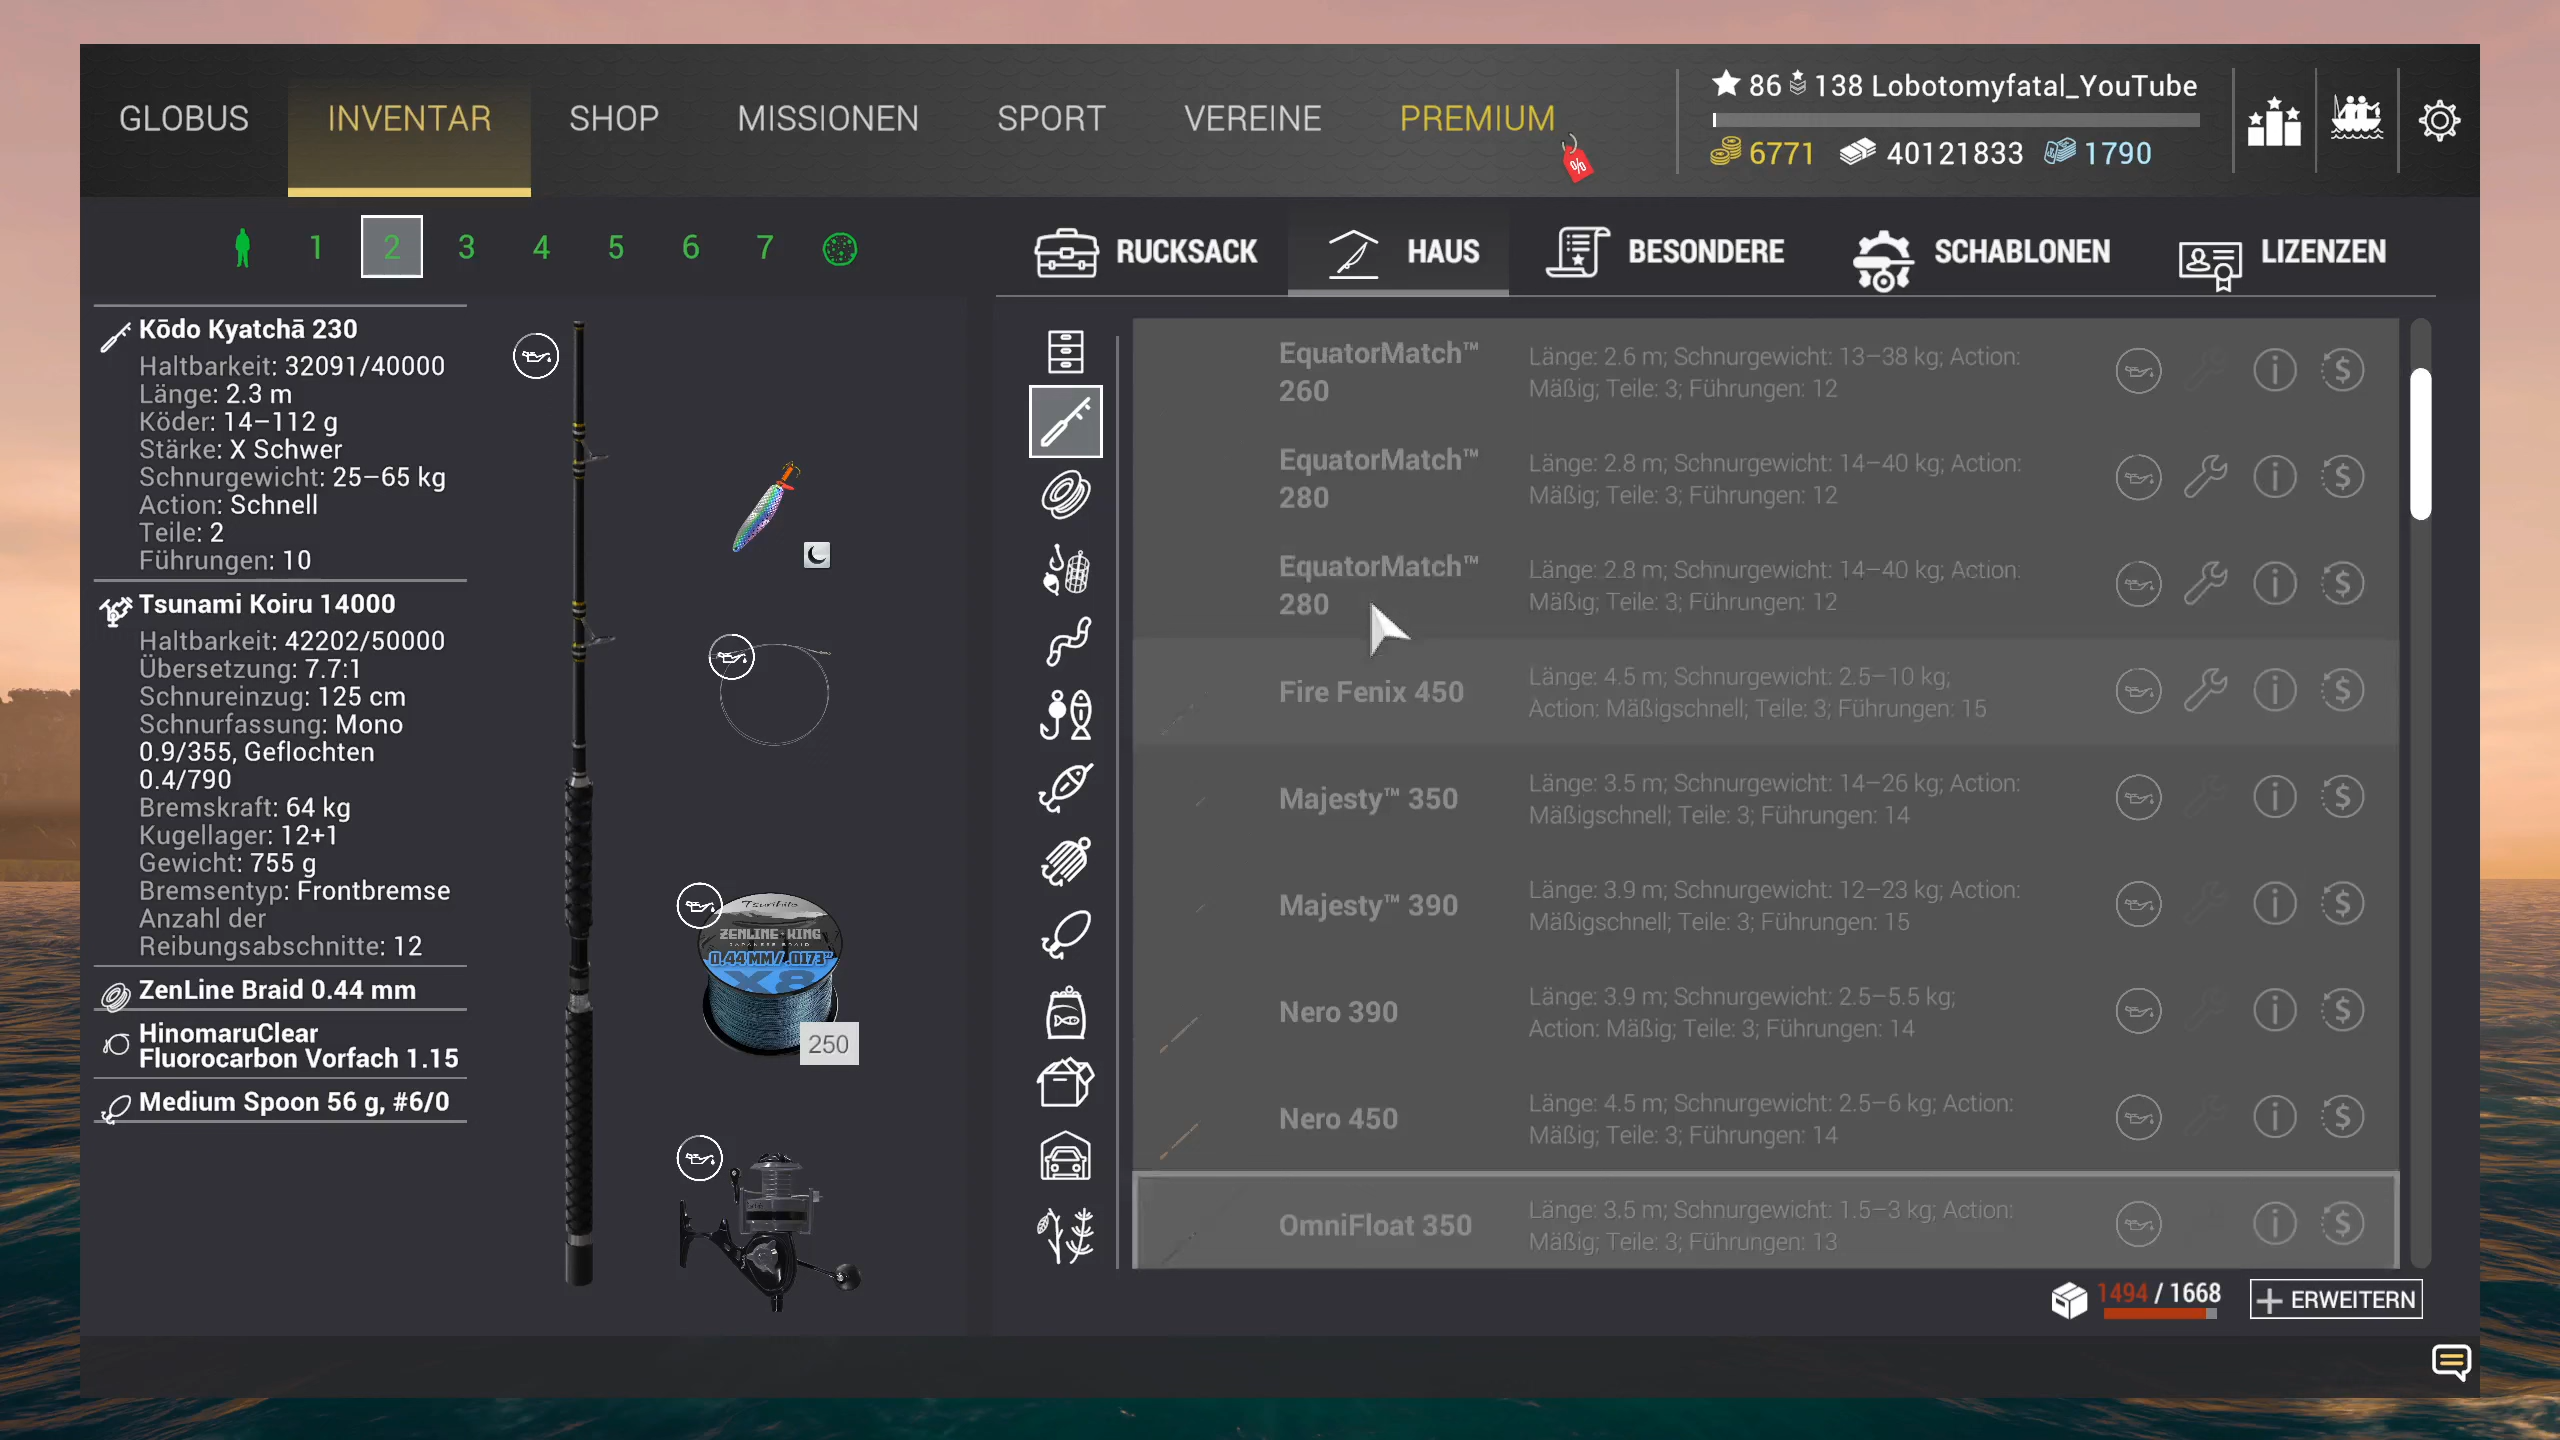 GLOBUS
INVENTAR
SHOP
MISSIONEN
SPORT
VEREINE
PREMIUM
%
86 138 Lobotomyfatal_YouTube
6771 40121833 1790
1 2 3 4 5 6 7
RUCKSACK
HAUS
BESONDERE
SCHABLONEN
LIZENZEN
Kōdo Kyatchā 230
Haltbarkeit: 32091/40000
Länge: 2.3 m
Köder: 14–112 g
Stärke: X Schwer
Schnurgewicht: 25–65 kg
Action: Schnell
Teile: 2
Führungen: 10
Tsunami Koiru 14000
Haltbarkeit: 42202/50000
Übersetzung: 7.7:1
Schnureinzug: 125 cm
Schnurfassung: Mono
0.9/355, Geflochten
0.4/790
Bremskraft: 64 kg
Kugellager: 12+1
Gewicht: 755 g
Bremsentyp: Frontbremse
Anzahl der
Reibungsabschnitte: 12
ZenLine Braid 0.44 mm
HinomaruClear
Fluorocarbon Vorfach 1.15
Medium Spoon 56 g, #6/0
Tsuribito
ZENLINE KING
JAPANESE BRAID
0.44 MM/.0173"
X8
250
EquatorMatch™
260
Länge: 2.6 m; Schnurgewicht: 13–38 kg; Action:
Mäßig; Teile: 3; Führungen: 12
EquatorMatch™
280
Länge: 2.8 m; Schnurgewicht: 14–40 kg; Action:
Mäßig; Teile: 3; Führungen: 12
EquatorMatch™
280
Länge: 2.8 m; Schnurgewicht: 14–40 kg; Action:
Mäßig; Teile: 3; Führungen: 12
Fire Fenix 450
Länge: 4.5 m; Schnurgewicht: 2.5–10 kg;
Action: Mäßigschnell; Teile: 3; Führungen: 15
Majesty™ 350
Länge: 3.5 m; Schnurgewicht: 14–26 kg; Action:
Mäßigschnell; Teile: 3; Führungen: 14
Majesty™ 390
Länge: 3.9 m; Schnurgewicht: 12–23 kg; Action:
Mäßigschnell; Teile: 3; Führungen: 15
Nero 390
Länge: 3.9 m; Schnurgewicht: 2.5–5.5 kg;
Action: Mäßig; Teile: 3; Führungen: 14
Nero 450
Länge: 4.5 m; Schnurgewicht: 2.5–6 kg; Action:
Mäßig; Teile: 3; Führungen: 14
OmniFloat 350
Länge: 3.5 m; Schnurgewicht: 1.5–3 kg; Action:
Mäßig; Teile: 3; Führungen: 13
1494 / 1668
ERWEITERN